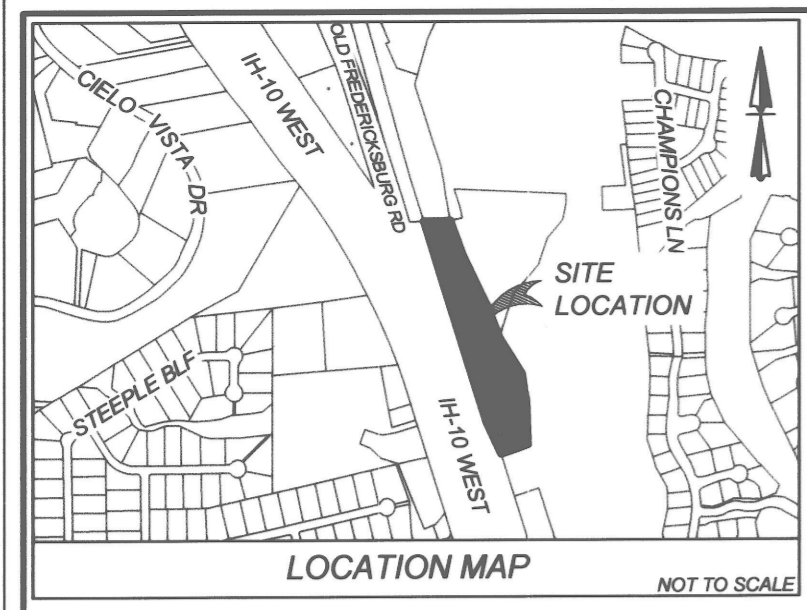 CIELO VISTA DR
IH-10 WEST
OLD FREDERICKSBURG RD
CHAMPIONS LN
SITE
LOCATION
STEEPLE BLF
IH-10 WEST
LOCATION MAP
NOT TO SCALE